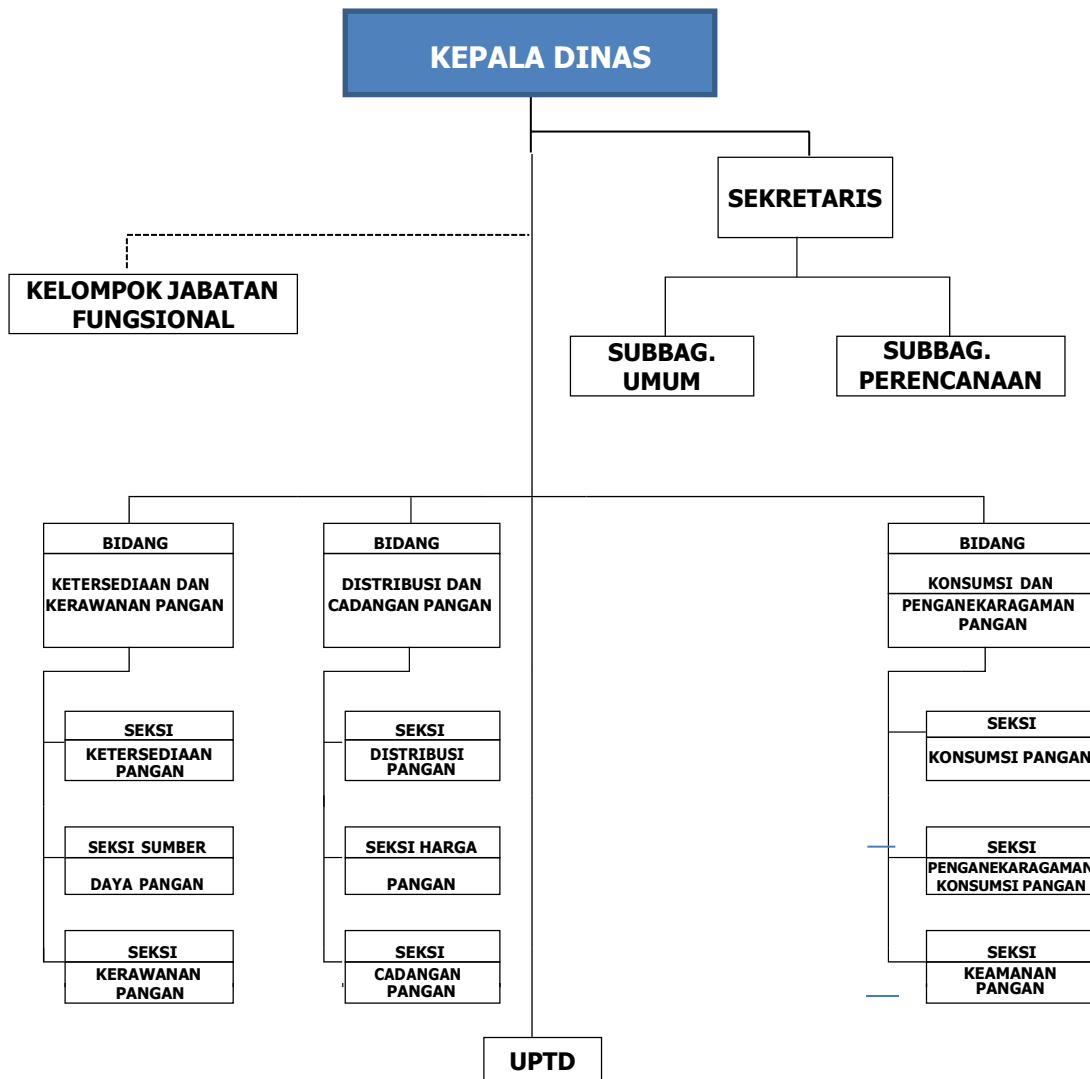 KEPALA DINAS
SEKRETARIS
KELOMPOK JABATAN
FUNGSIONAL
SUBBAG.
UMUM
SUBBAG.
PERENCANAAN
BIDANG
KETERSEDIAAN DAN
KERAWANAN PANGAN
BIDANG
DISTRIBUSI DAN
CADANGAN PANGAN
BIDANG
KONSUMSI DAN
PENGANEKARAGAMAN
PANGAN
SEKSI
KETERSEDIAAN
PANGAN
SEKSI
DISTRIBUSI
PANGAN
SEKSI
KONSUMSI PANGAN
SEKSI SUMBER
DAYA PANGAN
SEKSI HARGA
PANGAN
SEKSI
PENGANEKARAGAMAN
KONSUMSI PANGAN
SEKSI
KERAWANAN
PANGAN
SEKSI
CADANGAN
PANGAN
SEKSI
KEAMANAN
PANGAN
UPTD